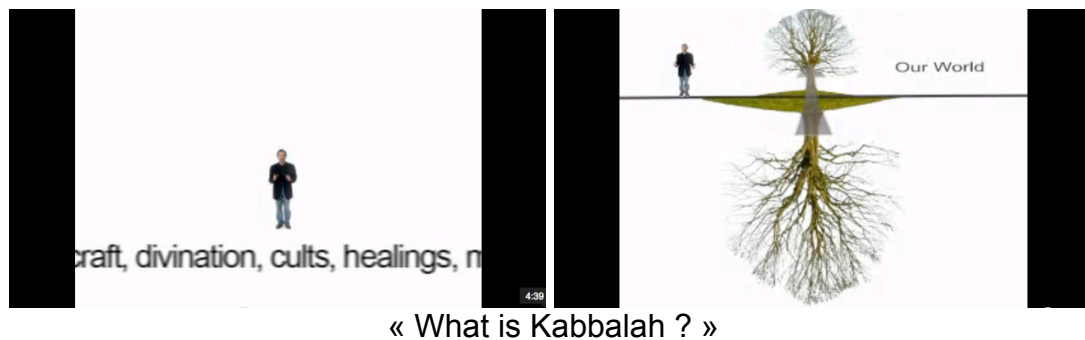 Our World
craft, divination, cults, healings, m
4:39
« What is Kabbalah ? »